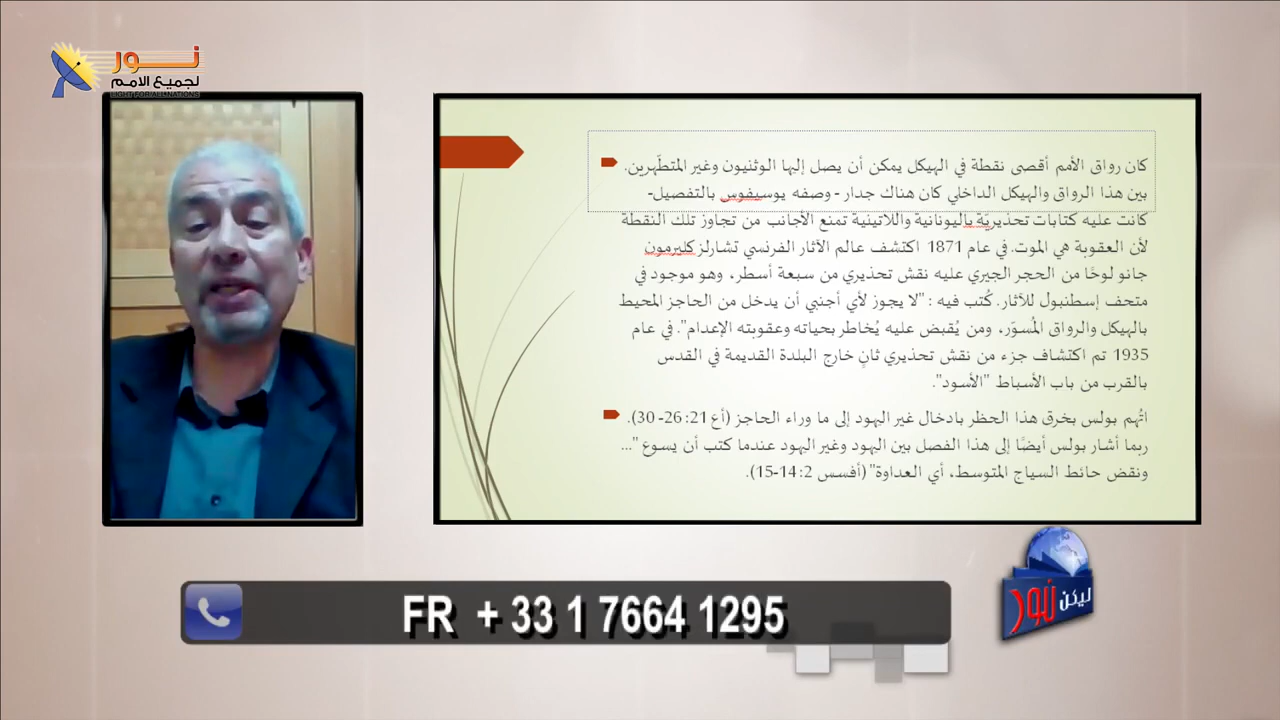 نور
لجميع الامم
LIGHT FOR ALL NATIONS
كان رواق الأمم أقصى نقطة في الهيكل يمكن أن يصل إليها الوثنيون وغير المتطهّرين.
بين هذا الرواق والهيكل الداخلي كان هناك جدار - وصفه يوسيفوس بالتفصيل-
كانت عليه كتابات تحذيريّة باليونانية واللاتينية تمنع الأجانب من تجاوز تلك النقطة
لأن العقوبة هي الموت. في عام 1871 اكتشف عالم الآثار الفرنسي تشارلز كليرمون
جانو لوحًا من الحجر الجيري عليه نقش تحذيري من سبعة أسطر، وهو موجود في
متحف إسطنبول للآثار. كُتب فيه : "لا يجوز لأي أجنبي أن يدخل من الحاجز المحيط
بالهيكل والرواق المُسوّر، ومن يُقبض عليه يُخاطر بحياته وعقوبته الإعدام". في عام
1935 تم اكتشاف جزء من نقش تحذيري ثانٍ خارج البلدة القديمة في القدس
بالقرب من باب الأسباط "الأسود".
اتُهم بولس بخرق هذا الحظر بادخال غير اليهود إلى ما وراء الحاجز (أع 21: 26- 30).
ربما أشار بولس أيضًا إلى هذا الفصل بين اليهود وغير اليهود عندما كتب أن يسوع "...
ونقض حائط السياج المتوسط، أي العداوة" (أفسس 2: 14-15).
FR + 33 1 7664 1295
ليكن نور